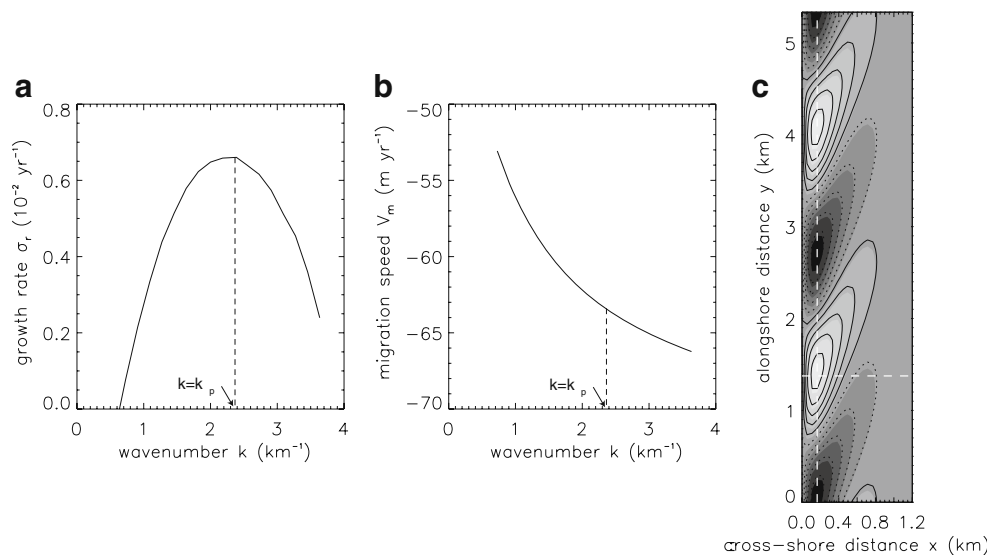 a
0.8
0.6
0.4
0.2
0.0
growth rate σr (10⁻² yr⁻¹)
k=k p
0 1 2 3 4
wavenumber k (km⁻¹)
b
−50
−55
−60
−65
−70
migration speed Vm (m yr⁻¹)
k=k p
0 1 2 3 4
wavenumber k (km⁻¹)
c
5
4
3
2
1
0
alongshore distance y (km)
0.0 0.4 0.8 1.2
cross−shore distance x (km)